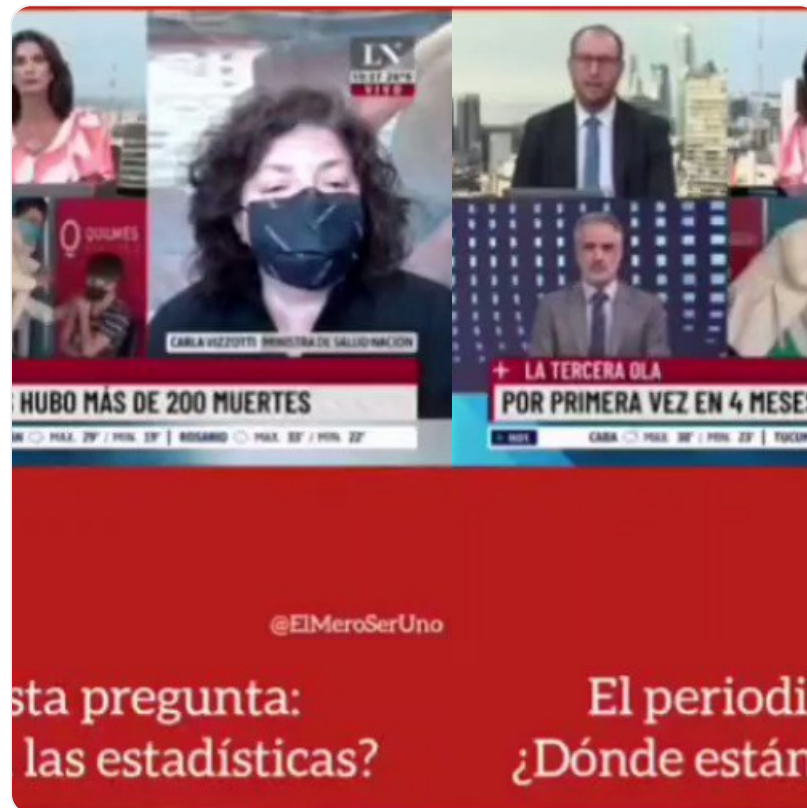 LN
VIVO
QUILMES
CARLA VIZZOTTI MINISTRA DE SALUD NACIÓN
HUBO MÁS DE 200 MUERTES
MAX. 29° / MIN. 19° | ROSARIO MAX. 33° / MIN. 22°
+ LA TERCERA OLA
POR PRIMERA VEZ EN 4 MESES
HOY CABA MAX. 30° / MIN. 23° | TUCUM
@ElMeroSerUno
sta pregunta:
las estadísticas?
El periodi
¿Dónde están